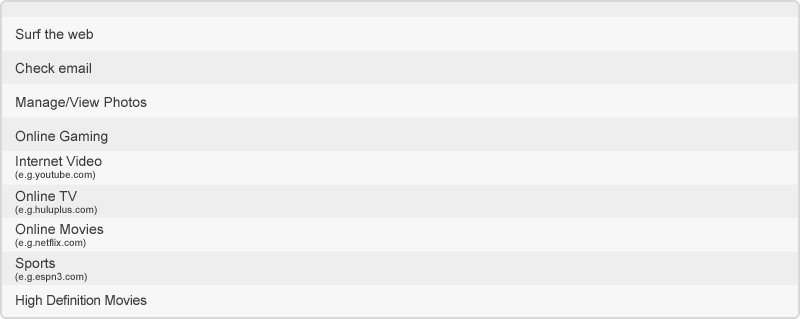 Surf the web
Check email
Manage/View Photos
Online Gaming
Internet Video
(e.g.youtube.com)
Online TV
(e.g.huluplus.com)
Online Movies
(e.g.netflix.com)
Sports
(e.g.espn3.com)
High Definition Movies